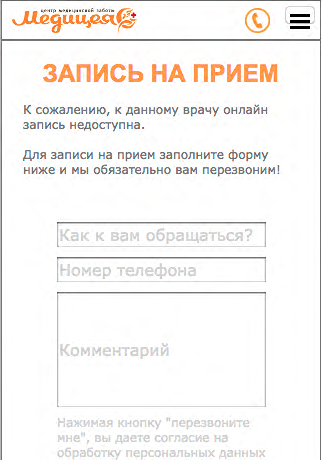 центр медицинской заботы
Медицея
ЗАПИСЬ НА ПРИЕМ
К сожалению, к данному врачу онлайн
запись недоступна.
Для записи на прием заполните форму
ниже и мы обязательно вам перезвоним!
Как к вам обращаться?
Номер телефона
Комментарий
Нажимая кнопку "перезвоните
мне", вы даете согласие на
обработку персональных данных